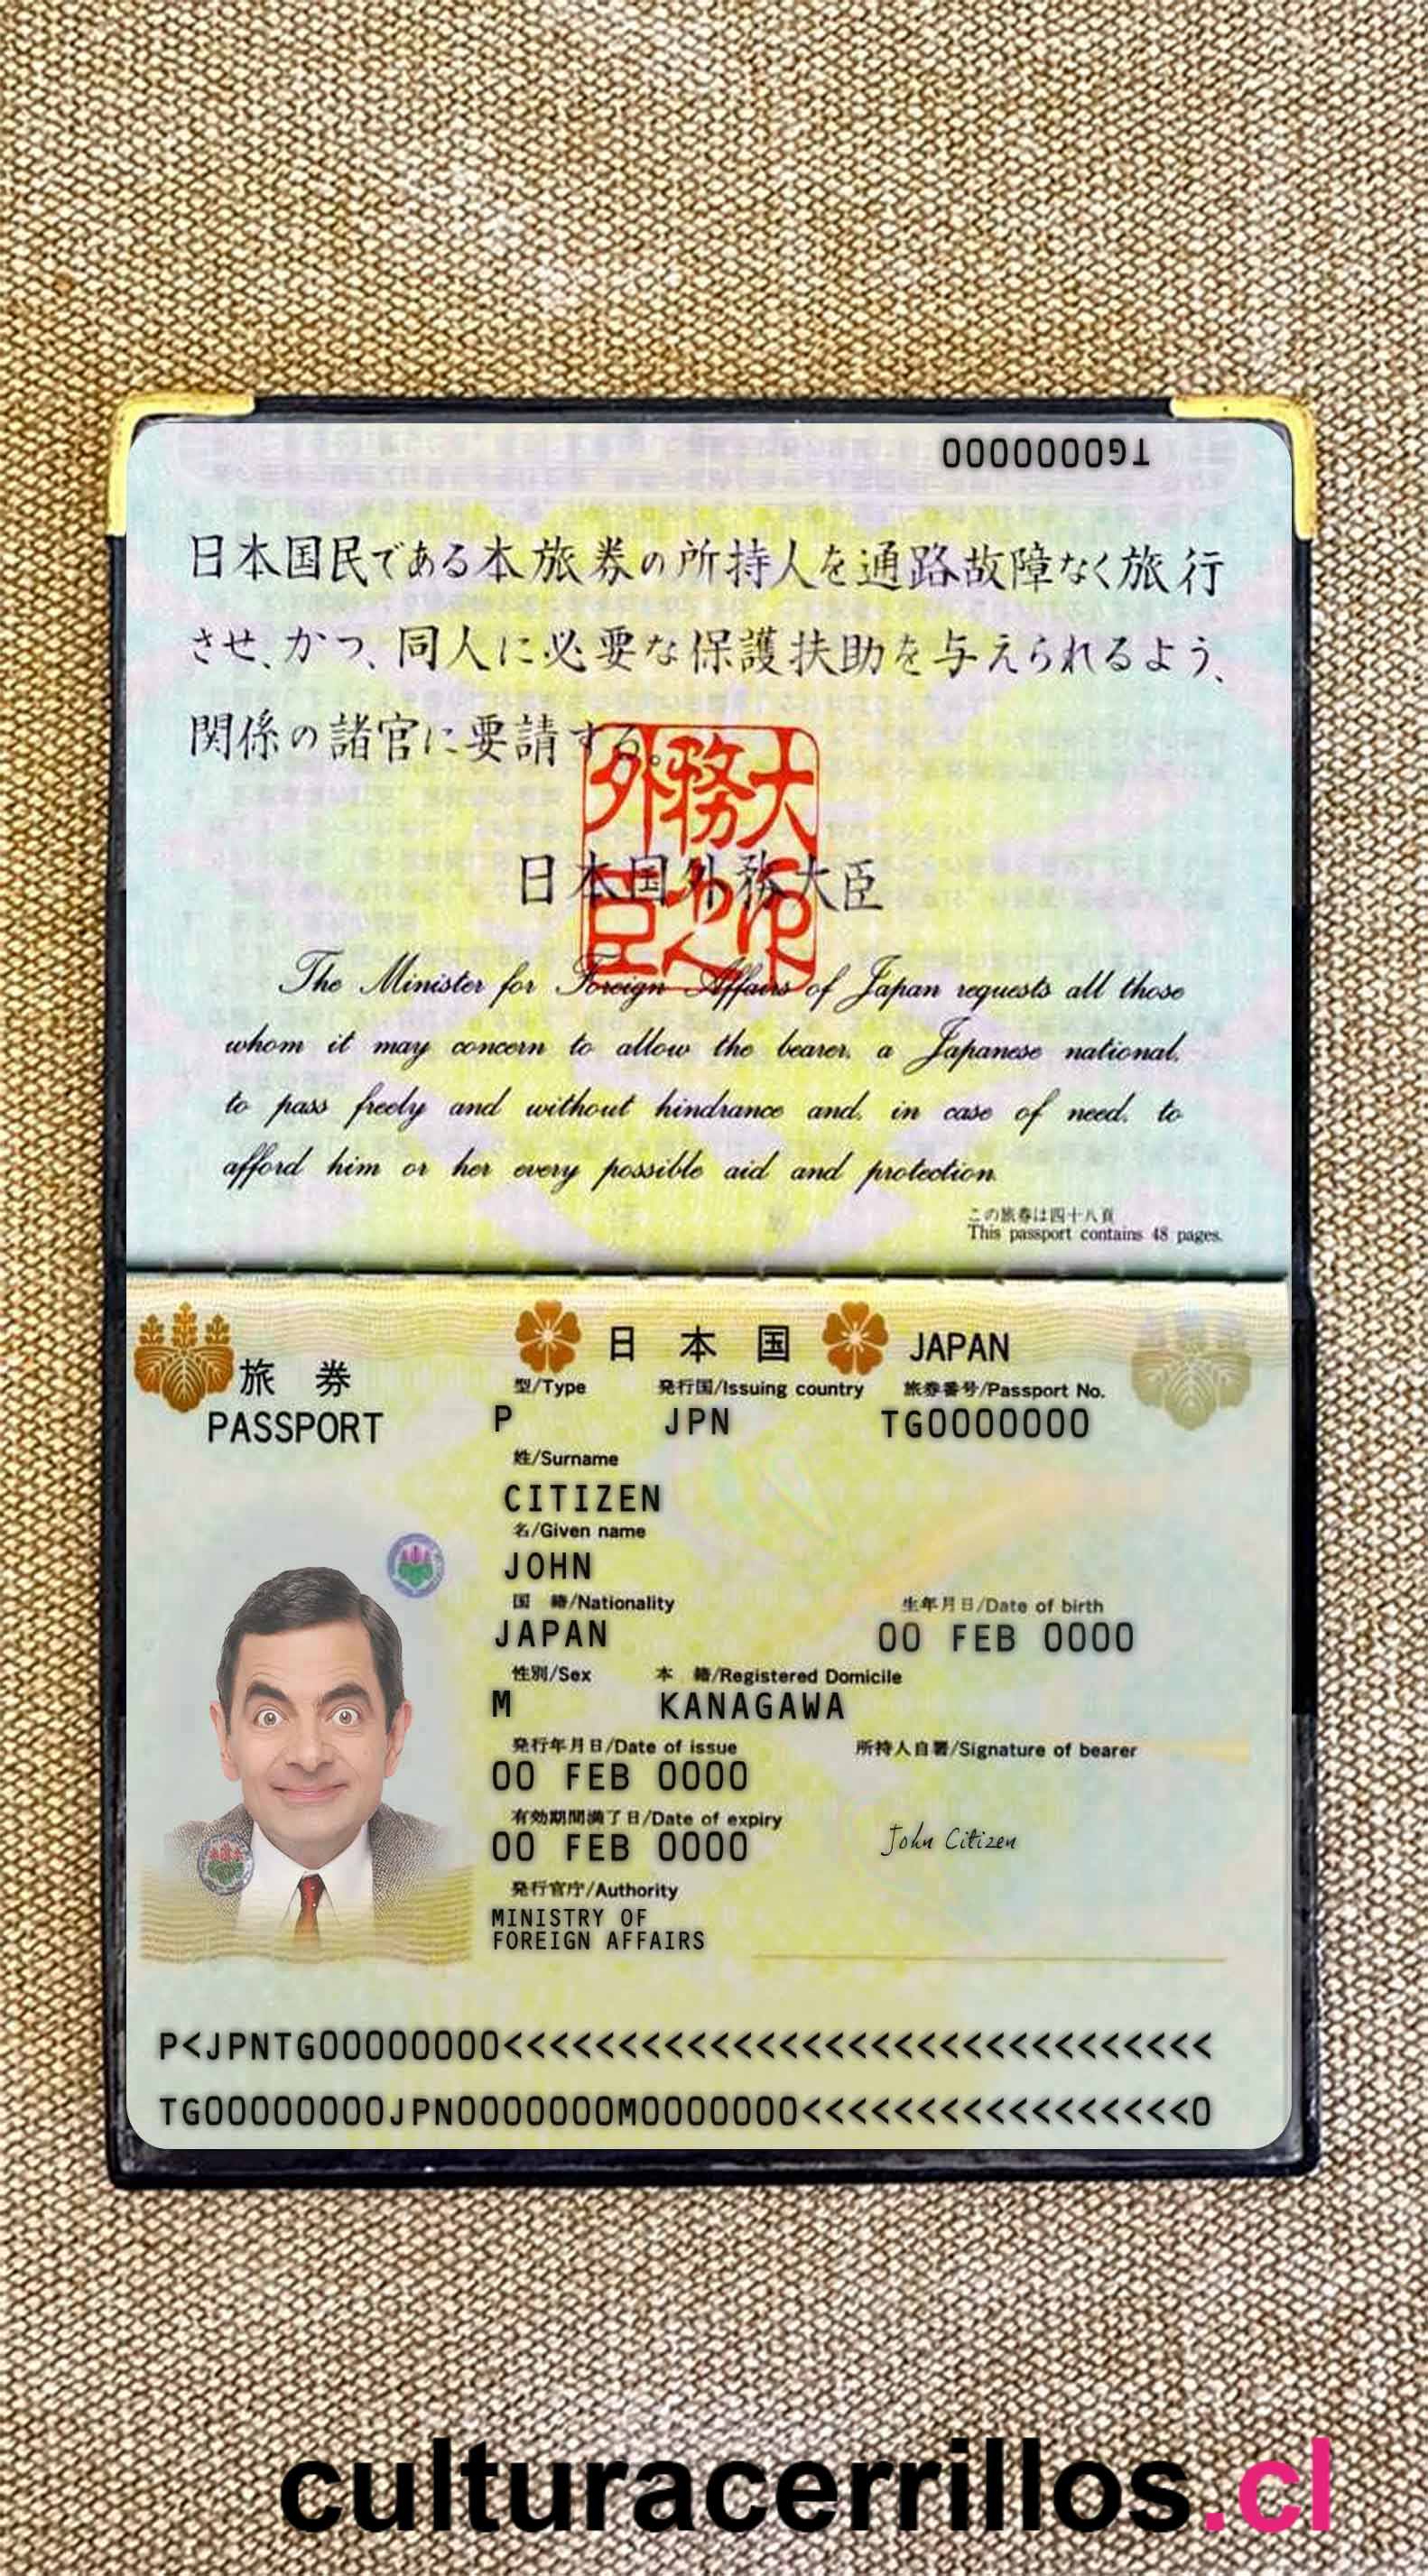 TG0000000
日本国民である本旅券の所持人を通路故障なく旅行
させ、かつ、同人に必要な保護扶助を与えられるよう、
関係の諸官に要請する。
外務大
臣之印
日本国外務大臣
The Minister for Foreign Affairs of Japan requests all those
whom it may concern to allow the bearer, a Japanese national,
to pass freely and without hindrance and, in case of need, to
afford him or her every possible aid and protection.
この旅券は四十八頁
This passport contains 48 pages.
日本国 JAPAN
旅券
PASSPORT
型/Type 発行国/Issuing country 旅券番号/Passport No.
P JPN TG0000000
姓/Surname
CITIZEN
名/Given name
JOHN
国 籍/Nationality 生年月日/Date of birth
JAPAN 00 FEB 0000
性別/Sex 本 籍/Registered Domicile
M KANAGAWA
発行年月日/Date of issue 所持人自署/Signature of bearer
00 FEB 0000
有効期間満了日/Date of expiry
00 FEB 0000 John Citizen
発行官庁/Authority
MINISTRY OF
FOREIGN AFFAIRS
P<JPNTG00000000<<<<<<<<<<<<<<<<<<<<<<<<<<<<<<<
TG00000000JPN0000000M0000000<<<<<<<<<<<<<<<<<0
culturacerrillos.cl